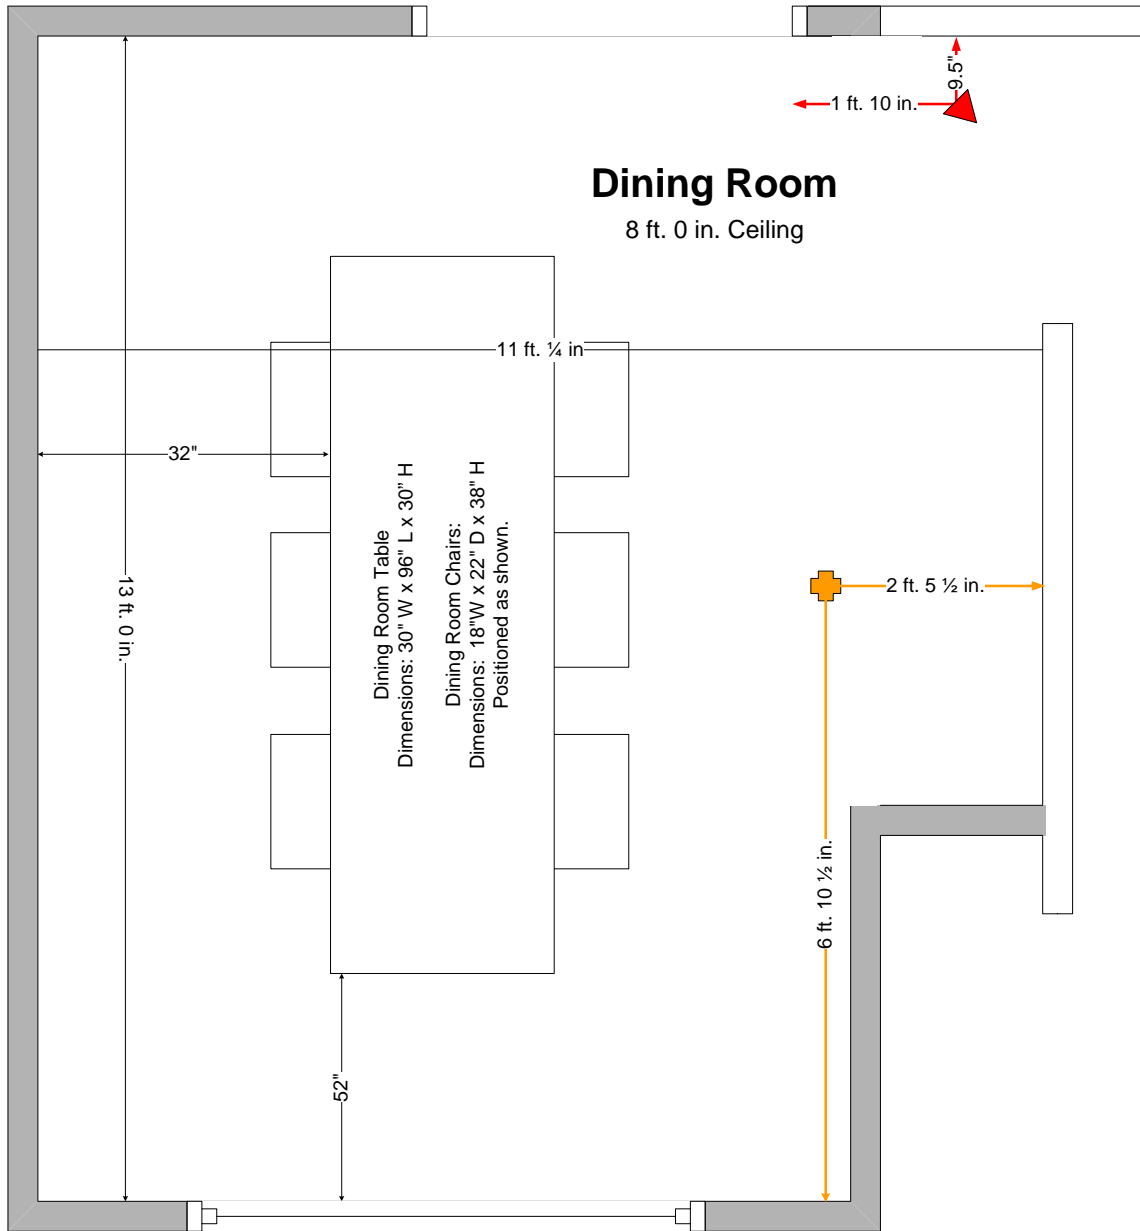 9.5"
1 ft. 10 in.
Dining Room
8 ft. 0 in. Ceiling
11 ft. ¼ in
32"
13 ft. 0 in.
Dining Room Table
Dimensions: 30" W x 96" L x 30” H
Dining Room Chairs:
Dimensions:  18"W x 22" D x 38" H
Positioned as shown.
2 ft. 5 ½ in.
6 ft. 10 ½ in.
52"